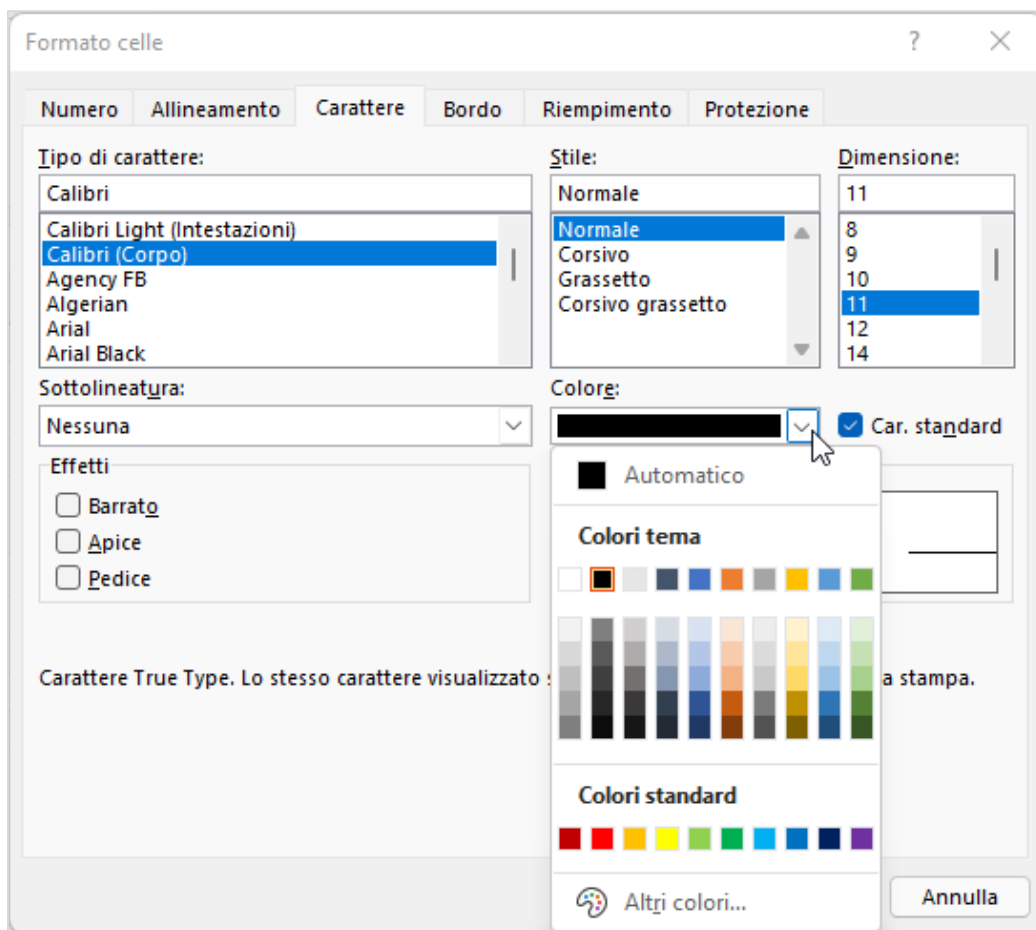 Formato celle
Numero Allineamento Carattere Bordo Riempimento Protezione
Tipo di carattere: Stile: Dimensione:
Calibri Normale 11
Calibri Light (Intestazioni) Normale 8
Calibri (Corpo) Corsivo 9
Agency FB Grassetto 10
Algerian Corsivo grassetto 11
Arial 12
Arial Black 14
Sottolineatura: Colore:
Nessuna Car. standard
Effetti Automatico
Barrato
Apice Colori tema
Pedice
Carattere True Type. Lo stesso carattere visualizzato a stampa.
Colori standard
Altri colori... Annulla